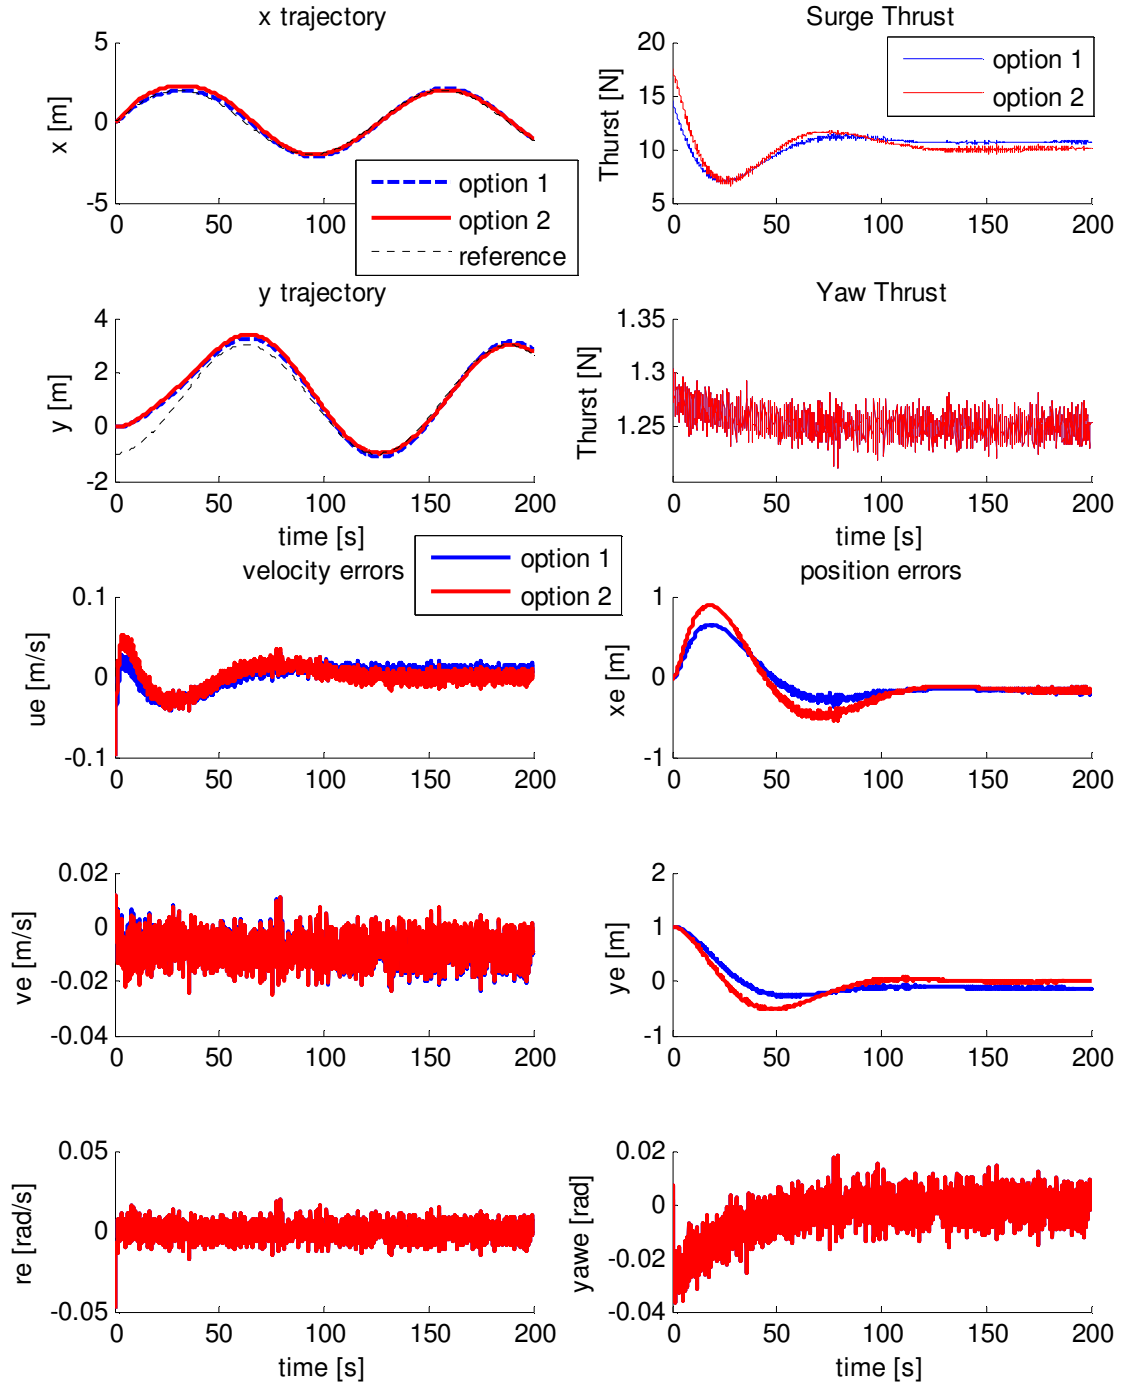 x trajectory
5
0
-5
x [m]
0 50 100 150 200
option 1
option 2
reference
Surge Thrust
20
15
10
5
Thurst [N]
0 50 100 150 200
option 1
option 2
y trajectory
4
2
0
-2
y [m]
0 50 100 150 200
time [s]
Yaw Thrust
1.35
1.3
1.25
Thurst [N]
0 50 100 150 200
time [s]
velocity errors
option 1
option 2
0.1
0
-0.1
ue [m/s]
0 50 100 150 200
position errors
1
0
-1
xe [m]
0 50 100 150 200
0.02
0
-0.02
-0.04
ve [m/s]
0 50 100 150 200
2
1
0
-1
ye [m]
0 50 100 150 200
0.05
0
-0.05
re [rad/s]
0 50 100 150 200
time [s]
0.02
0
-0.02
-0.04
yawe [rad]
0 50 100 150 200
time [s]